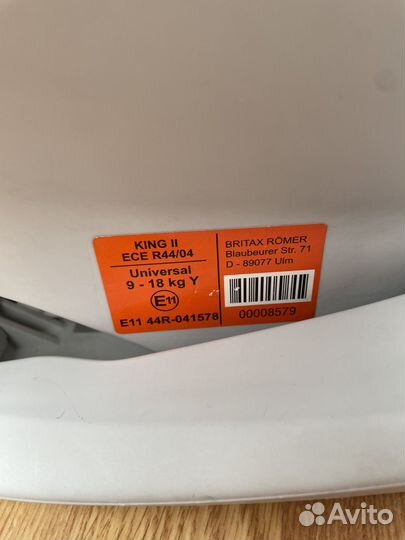 KING II
ECE R44/04
Universal
9 - 18 kg Y
E11
E11 44R-041578
BRITAX RÖMER
Blaubeurer Str. 71
D - 89077 Ulm
00008579
Avito